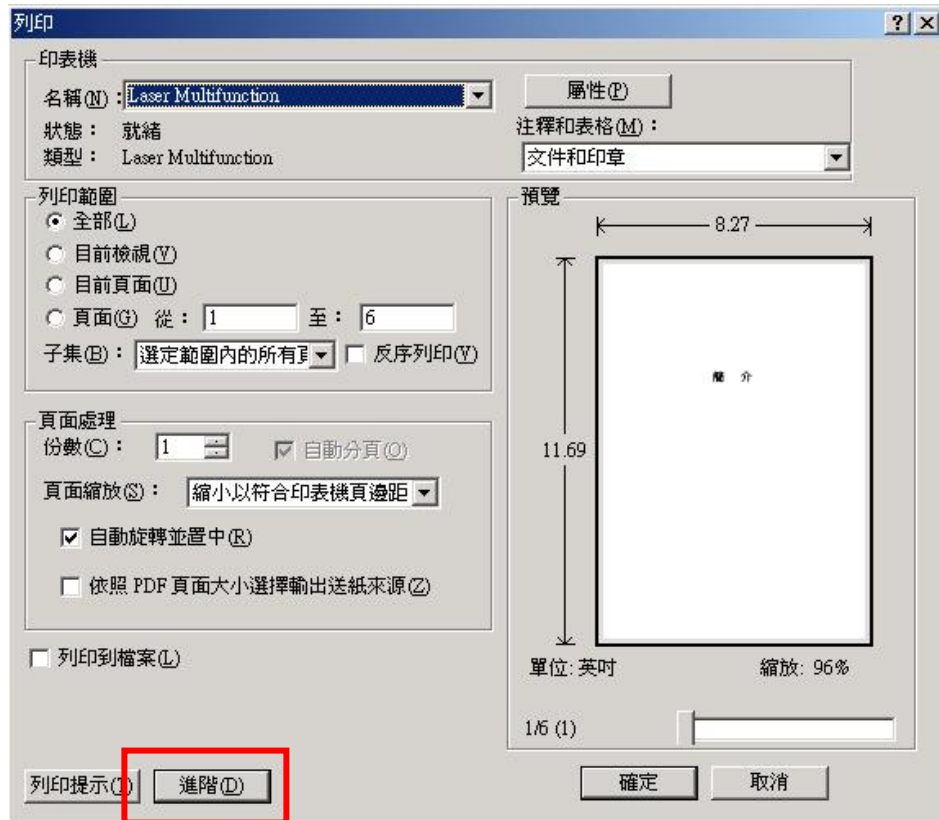 列印
印表機
名稱(N)：Laser Multifunction
屬性(P)
狀態： 就緒
注釋和表格(M)：
類型： Laser Multifunction
文件和印章
列印範圍
全部(L)
目前檢視(V)
目前頁面(U)
頁面(G) 從： 1 至： 6
子集(B)： 選定範圍內的所有 反序列印(Y)
頁面處理
份數(C)： 1 自動分頁(O)
頁面縮放(S)： 縮小以符合印表機頁邊距
自動旋轉並置中(R)
依照 PDF 頁面大小選擇輸出送紙來源(Z)
列印到檔案(L)
預覽
8.27
簡 介
11.69
單位: 英吋 縮放: 96%
1/6 (1)
列印提示(T) 進階(D) 確定 取消